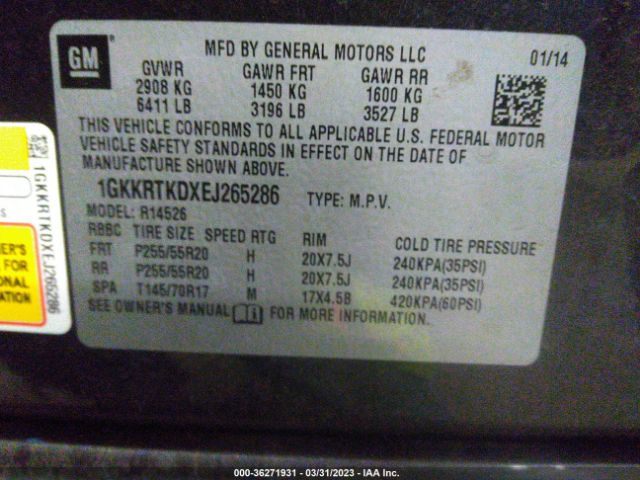 GM
MFD BY GENERAL MOTORS LLC
01/14
GVWR GAWR FRT GAWR RR
2908 KG 1450 KG 1600 KG
6411 LB 3196 LB 3527 LB
THIS VEHICLE CONFORMS TO ALL APPLICABLE U.S. FEDERAL MOTOR
VEHICLE SAFETY STANDARDS IN EFFECT ON THE DATE OF
MANUFACTURE SHOWN ABOVE.
1GKKRTKDXEJ265286 TYPE: M.P.V.
MODEL: R14526
RBBC TIRE SIZE SPEED RTG RIM COLD TIRE PRESSURE
FRT P255/55R20 H 20X7.5J 240KPA(35PSI)
RR P255/55R20 H 20X7.5J 240KPA(35PSI)
SPA T145/70R17 M 17X4.5B 420KPA(60PSI)
SEE OWNER'S MANUAL FOR MORE INFORMATION.
1GKKRTKDXEJ265286
S
ER'S
FOR
ONAL
ATION
000-36271931 - 03/31/2023 - IAA Inc.